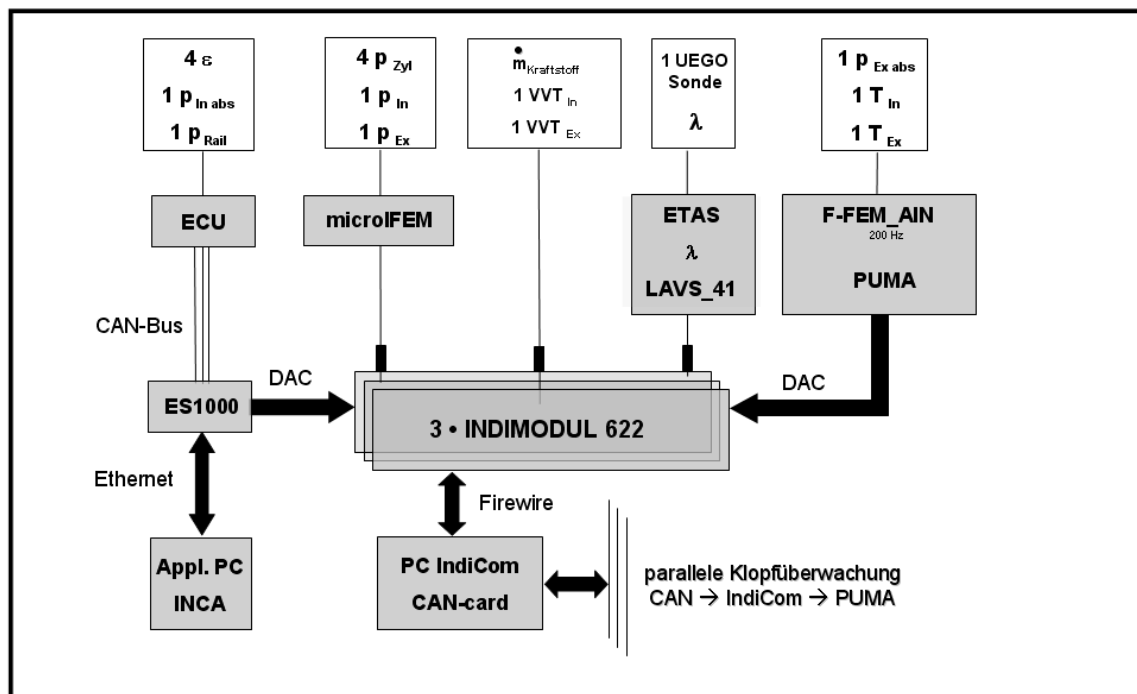 4 ε
1 p In abs
1 p Rail
4 p Zyl
1 p In
1 p Ex
ṁ Kraftstoff
1 VVT In
1 VVT Ex
1 UEGO
Sonde
λ
1 p Ex abs
1 T In
1 T Ex
ECU
microIFEM
ETAS
λ
LAVS_41
F-FEM_AIN
200 Hz
PUMA
CAN-Bus
DAC
DAC
ES1000
3 • INDIMODUL 622
Ethernet
Firewire
Appl. PC
INCA
PC IndiCom
CAN-card
parallele Klopfüberwachung
CAN → IndiCom → PUMA